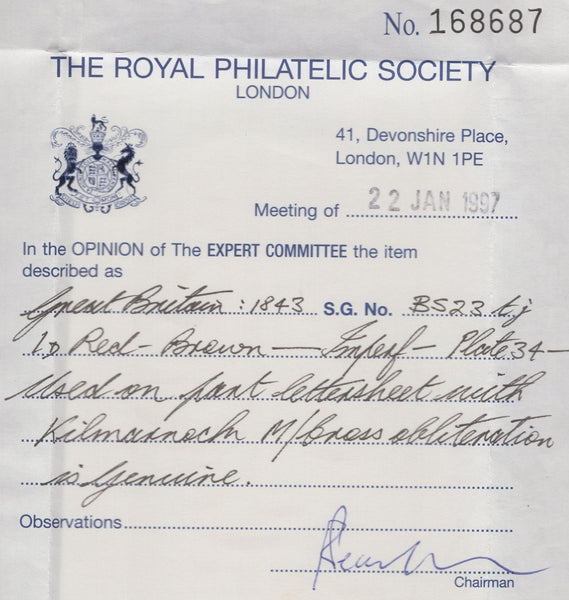 No. 168687
THE ROYAL PHILATELIC SOCIETY
LONDON
41, Devonshire Place,
London, W1N 1PE
Meeting of 22 JAN 1997
In the OPINION of The EXPERT COMMITTEE the item
described as
Great Britain : 1843 S.G. No. BS23 t.j
1D Red-Brown — Imperf — Plate 34 —
Used on part lettersheet with
Kilmarnock M/Cross obliteration
is Genuine.
Observations
Chairman